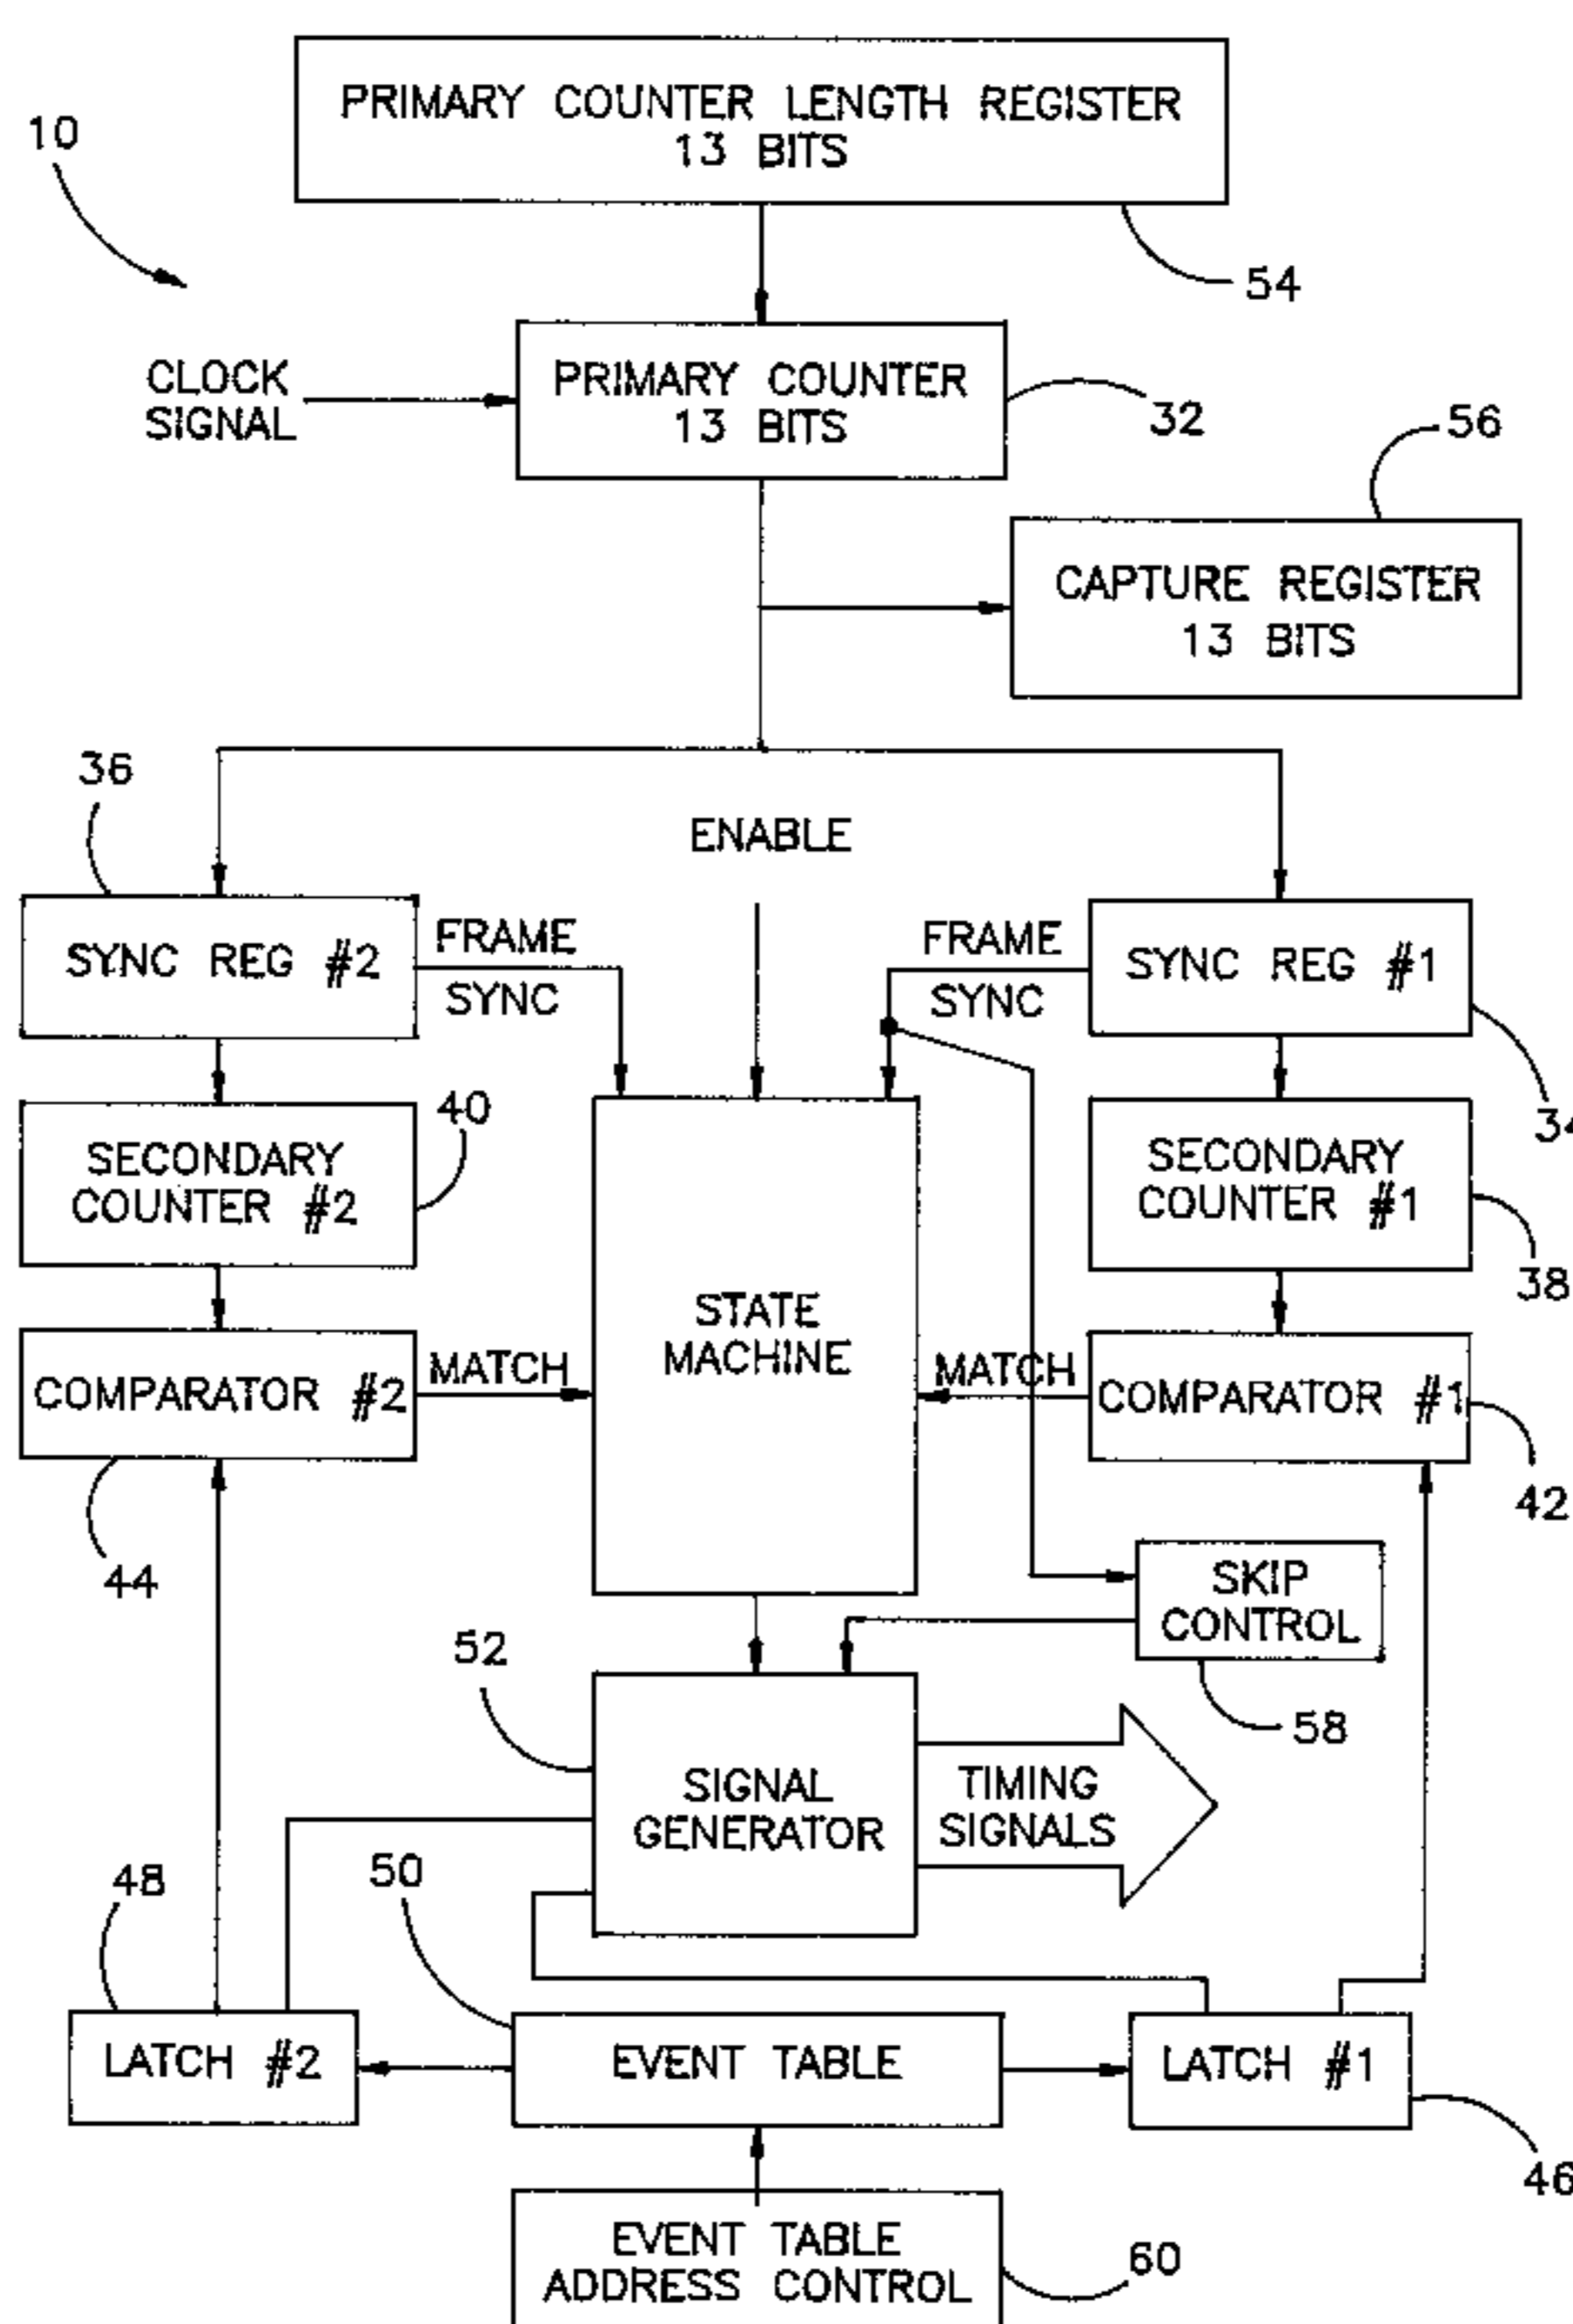 PRIMARY COUNTER LENGTH REGISTER
13 BITS
10
54
CLOCK
SIGNAL
PRIMARY COUNTER
13 BITS
32
56
CAPTURE REGISTER
13 BITS
36
ENABLE
SYNC REG #2
FRAME
SYNC
FRAME
SYNC
SYNC REG #1
34
SECONDARY
COUNTER #2
40
SECONDARY
COUNTER #1
38
STATE
MACHINE
COMPARATOR #2
MATCH
MATCH
COMPARATOR #1
42
44
SKIP
CONTROL
58
52
SIGNAL
GENERATOR
TIMING
SIGNALS
48
50
LATCH #2
EVENT TABLE
LATCH #1
46
EVENT TABLE
ADDRESS CONTROL
60